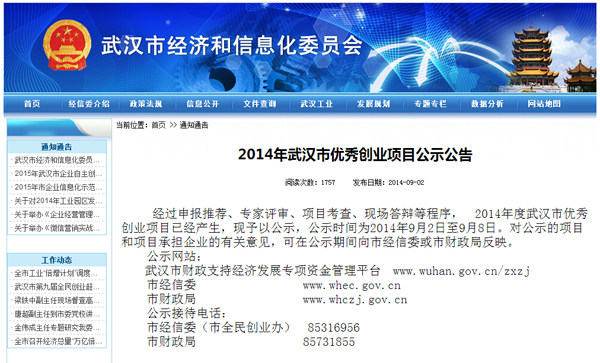 武汉市经济和信息化委员会
首页 经信委介绍 政策法规 信息公开 文件查询 武汉工业 发展规划 专题专栏 数据分析 网站地图
当前位置：首页 >> 通知通告
通知通告
·武汉市经济和信息化委员...
·2015年武汉市企业自主创...
·2015年市企业信息化示范...
·关于对2014年工业园区发...
·关于举办《企业经营管理...
·关于举办《微信营销实战...
工作动态
·全市工业“倍增计划”调度...
·武汉市第九届全民创业赶...
·梁铁中副主任现场督查高...
·唐超副主任到市委党校讲...
·金伟成主任专题研究我委...
·全市召开经济总量“万亿倍...
2014年武汉市优秀创业项目公示公告
阅读次数：1757 发布日期：2014-09-02
经过申报推荐、专家评审、项目考查、现场答辩等程序， 2014年度武汉市优秀
创业项目已经产生，现予以公示，公示时间为2014年9月2日至9月8日。对公示的项目
和项目承担企业的有关意见，可在公示期间向市经信委或市财政局反映。
公示网站：
武汉市财政支持经济发展专项资金管理平台 www.wuhan.gov.cn/zxzj
市经信委 www.whec.gov.cn
市财政局 www.whczj.gov.cn
公示接待电话：
市经信委（市全民创业办） 85316956
市财政局 85731855